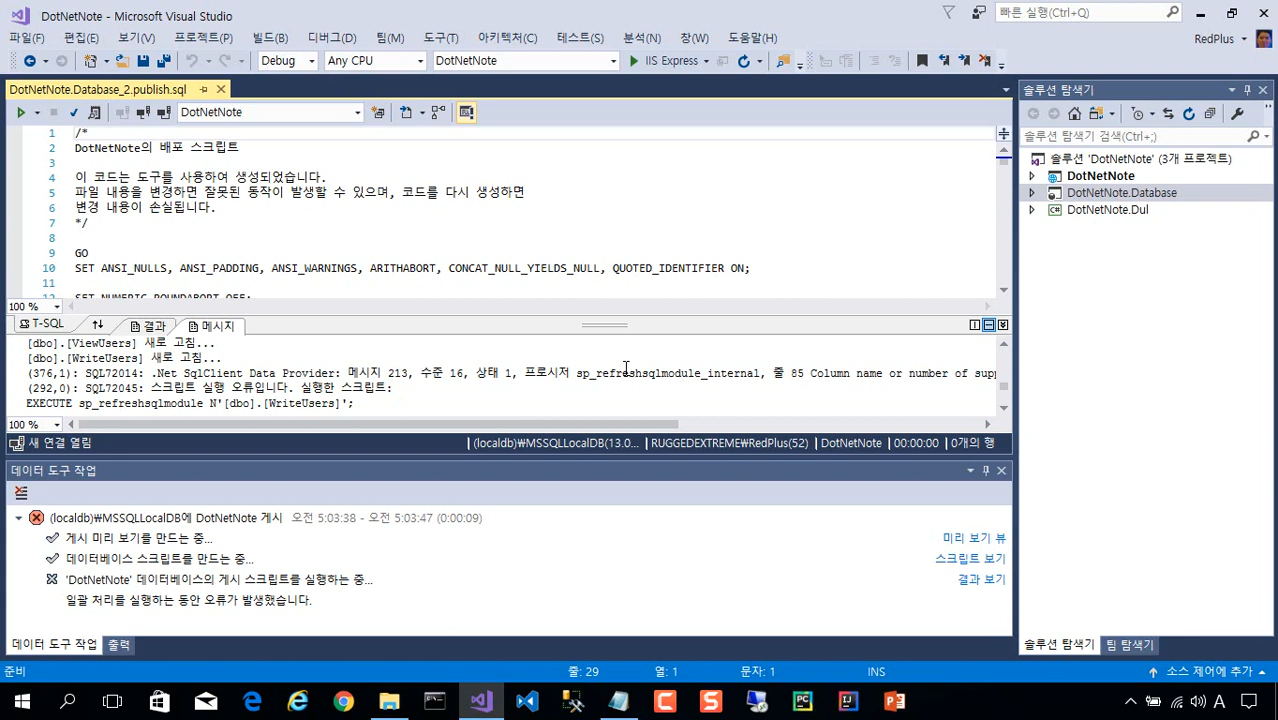 DotNetNote - Microsoft Visual Studio
빠른 실행(Ctrl+Q)
파일(F) 편집(E) 보기(V) 프로젝트(P) 빌드(B) 디버그(D) 팀(M) 도구(T) 아키텍처(C) 테스트(S) 분석(N) 창(W) 도움말(H)
RedPlus
Debug Any CPU DotNetNote IIS Express
DotNetNote.Database_2.publish.sql
DotNetNote
1 /*
2 DotNetNote의 배포 스크립트
3
4 이 코드는 도구를 사용하여 생성되었습니다.
5 파일 내용을 변경하면 잘못된 동작이 발생할 수 있으며, 코드를 다시 생성하면
6 변경 내용이 손실됩니다.
7 */
8
9 GO
10 SET ANSI_NULLS, ANSI_PADDING, ANSI_WARNINGS, ARITHABORT, CONCAT_NULL_YIELDS_NULL, QUOTED_IDENTIFIER ON;
11
12 SET NUMERIC_ROUNDABORT OFF;
100 %
T-SQL 결과 메시지
[dbo].[ViewUsers] 새로 고침...
[dbo].[WriteUsers] 새로 고침...
(376,1): SQL72014: .Net SqlClient Data Provider: 메시지 213, 수준 16, 상태 1, 프로시저 sp_refreshsqlmodule_internal, 줄 85 Column name or number of supp
(292,0): SQL72045: 스크립트 실행 오류입니다. 실행한 스크립트:
EXECUTE sp_refreshsqlmodule N'[dbo].[WriteUsers]';
100 %
새 연결 열림 (localdb)₩MSSQLLocalDB(13.0... RUGGEDEXTREME₩RedPlus(52) DotNetNote 00:00:00 0개의 행
데이터 도구 작업
(localdb)₩MSSQLLocalDB에 DotNetNote 게시 오전 5:03:38 - 오전 5:03:47 (0:00:09)
게시 미리 보기를 만드는 중... 미리 보기 뷰
데이터베이스 스크립트를 만드는 중... 스크립트 보기
'DotNetNote' 데이터베이스의 게시 스크립트를 실행하는 중... 결과 보기
일괄 처리를 실행하는 동안 오류가 발생했습니다.
데이터 도구 작업 출력
솔루션 탐색기
솔루션 탐색기 검색(Ctrl+;)
솔루션 'DotNetNote' (3개 프로젝트)
DotNetNote
DotNetNote.Database
DotNetNote.Dul
솔루션 탐색기 팀 탐색기
준비 줄: 29 열: 1 문자: 1 INS 소스 제어에 추가
A